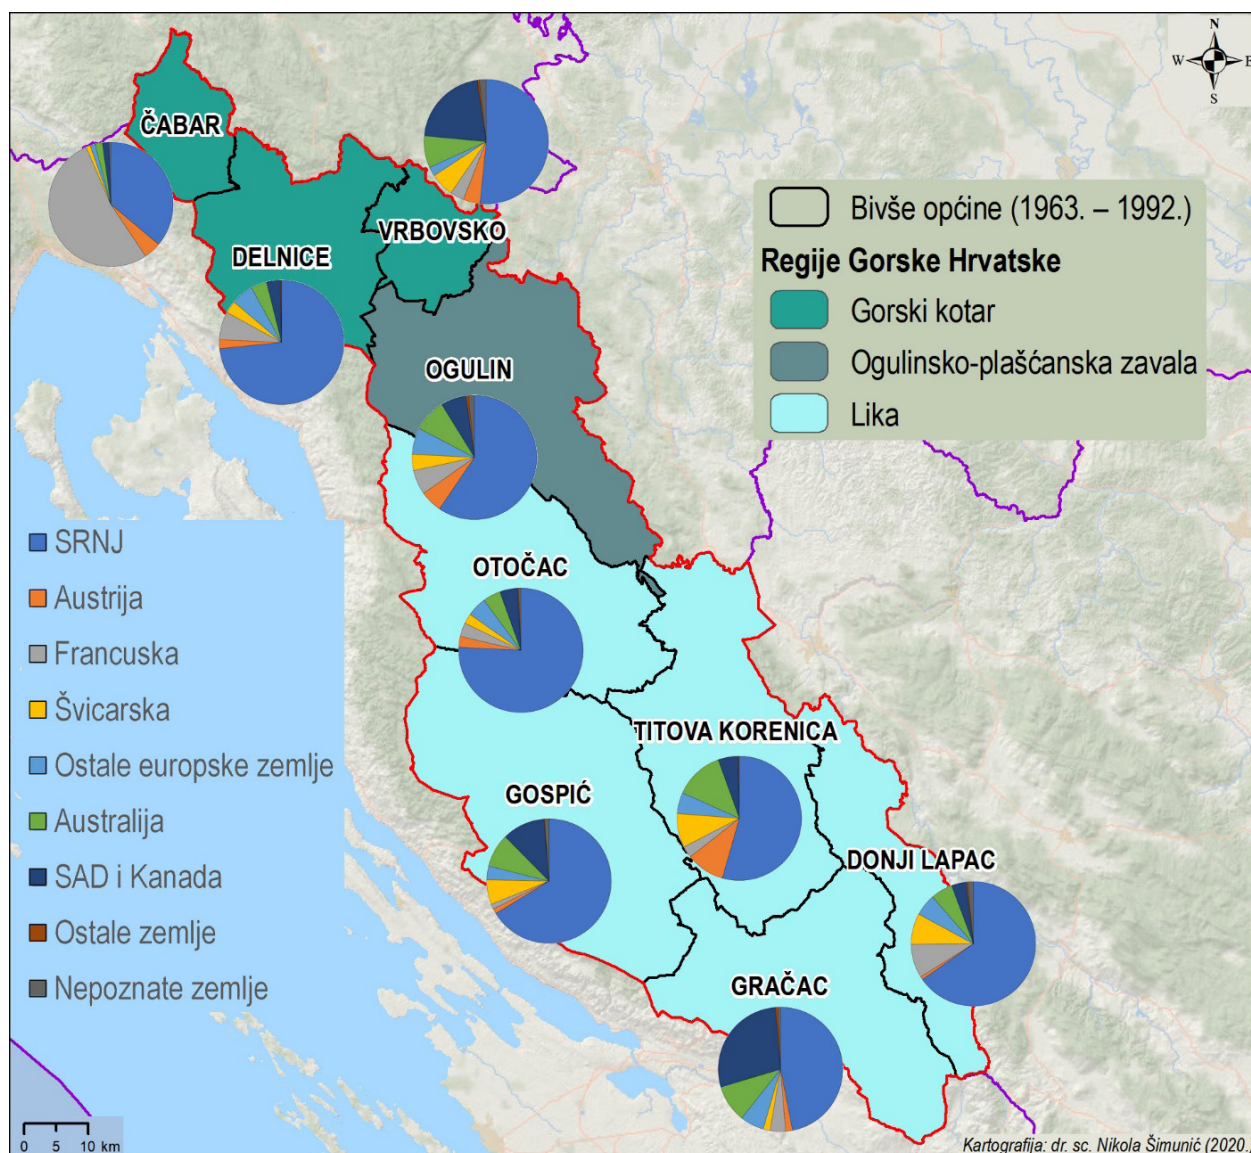 N
W E
S
ČABAR
VRBOVSKO
DELNICE
OGULIN
OTOČAC
TITOVA KORENICA
GOSPIĆ
DONJI LAPAC
GRAČAC
Bivše općine (1963. – 1992.)
Regije Gorske Hrvatske
Gorski kotar
Ogulinsko-plašćanska zavala
Lika
SRNJ
Austrija
Francuska
Švicarska
Ostale europske zemlje
Australija
SAD i Kanada
Ostale zemlje
Nepoznate zemlje
0 5 10 km
Kartografija: dr. sc. Nikola Šimunić (2020.)